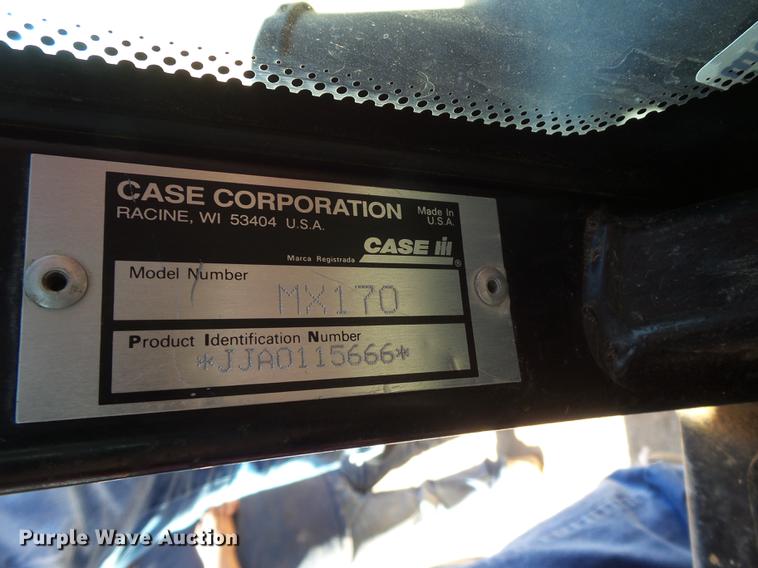 CASE CORPORATION
RACINE, WI 53404 U.S.A.
Made In
U.S.A.
CASE IH
®
Marca Registrada
Model Number
MX170
Product Identification Number
*JJA0115666*
Purple Wave Auction